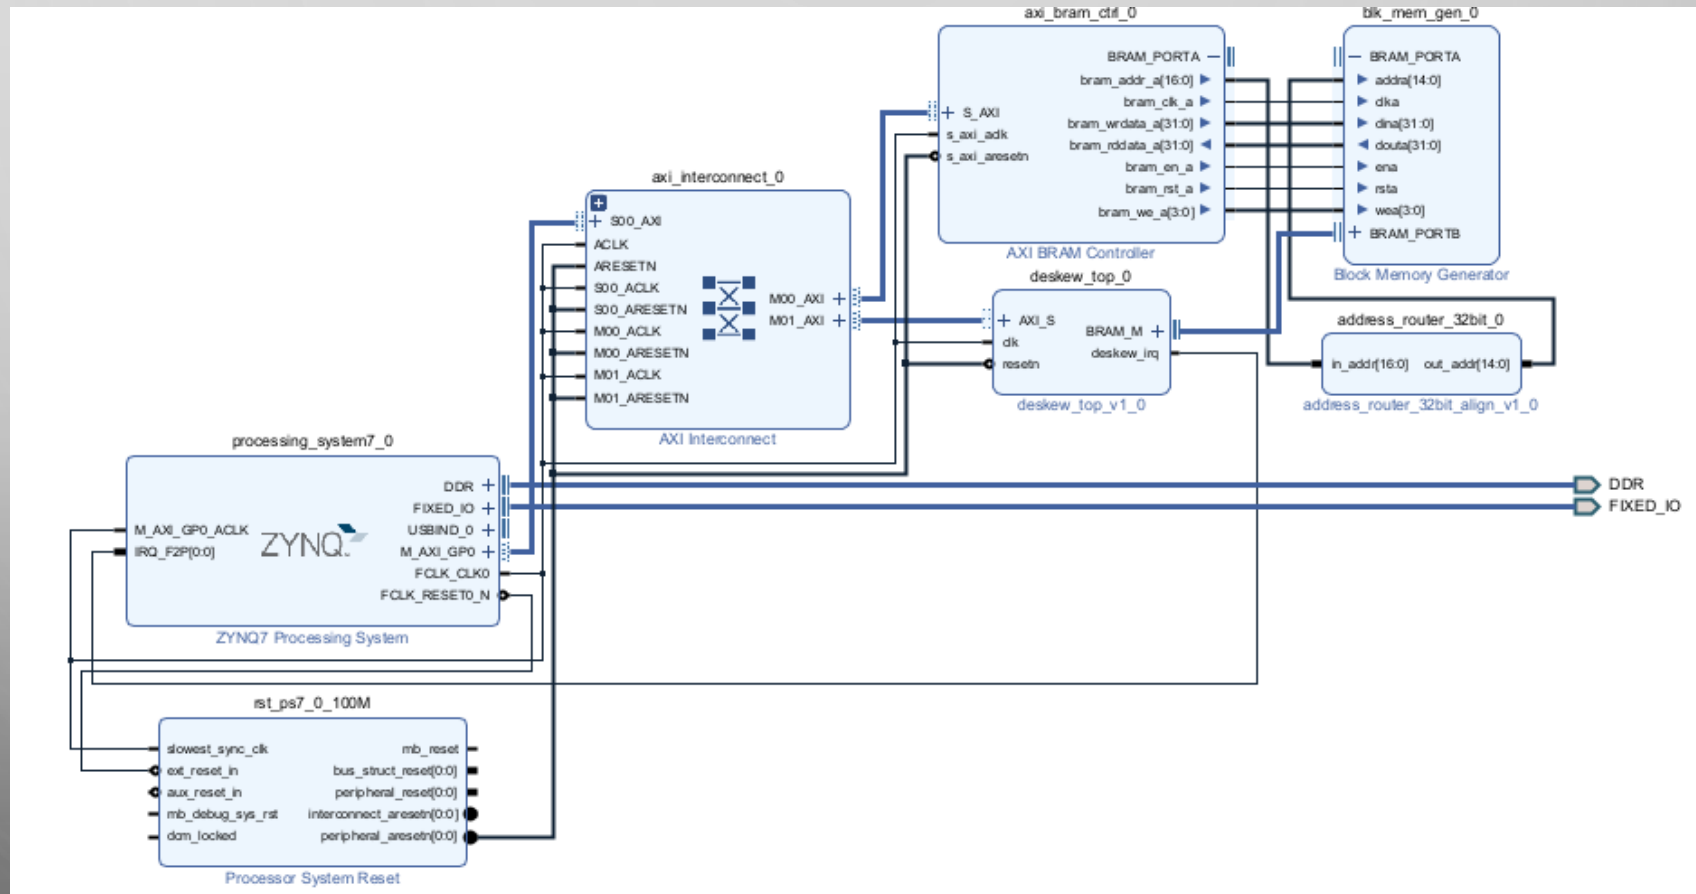 axi_bram_ctrl_0
BRAM_PORTA
bram_addr_a[16:0]
bram_clk_a
bram_wrdata_a[31:0]
bram_rddata_a[31:0]
bram_en_a
bram_rst_a
bram_we_a[3:0]
S_AXI
s_axi_aclk
s_axi_aresetn
AXI BRAM Controller
blk_mem_gen_0
BRAM_PORTA
addra[14:0]
clka
dina[31:0]
douta[31:0]
ena
rsta
wea[3:0]
BRAM_PORTB
Block Memory Generator
axi_interconnect_0
S00_AXI
ACLK
ARESETN
S00_ACLK
S00_ARESETN
M00_ACLK
M00_ARESETN
M01_ACLK
M01_ARESETN
M00_AXI
M01_AXI
AXI Interconnect
deskew_top_0
AXI_S
clk
resetn
BRAM_M
deskew_irq
deskew_top_v1_0
address_router_32bit_0
in_addr[16:0] out_addr[14:0]
address_router_32bit_align_v1_0
processing_system7_0
M_AXI_GP0_ACLK
IRQ_F2P[0:0]
ZYNQ
DDR
FIXED_IO
USBIND_0
M_AXI_GP0
FCLK_CLK0
FCLK_RESET0_N
ZYNQ7 Processing System
DDR
FIXED_IO
rst_ps7_0_100M
slowest_sync_clk
ext_reset_in
aux_reset_in
mb_debug_sys_rst
dcm_locked
mb_reset
bus_struct_reset[0:0]
peripheral_reset[0:0]
interconnect_aresetn[0:0]
peripheral_aresetn[0:0]
Processor System Reset